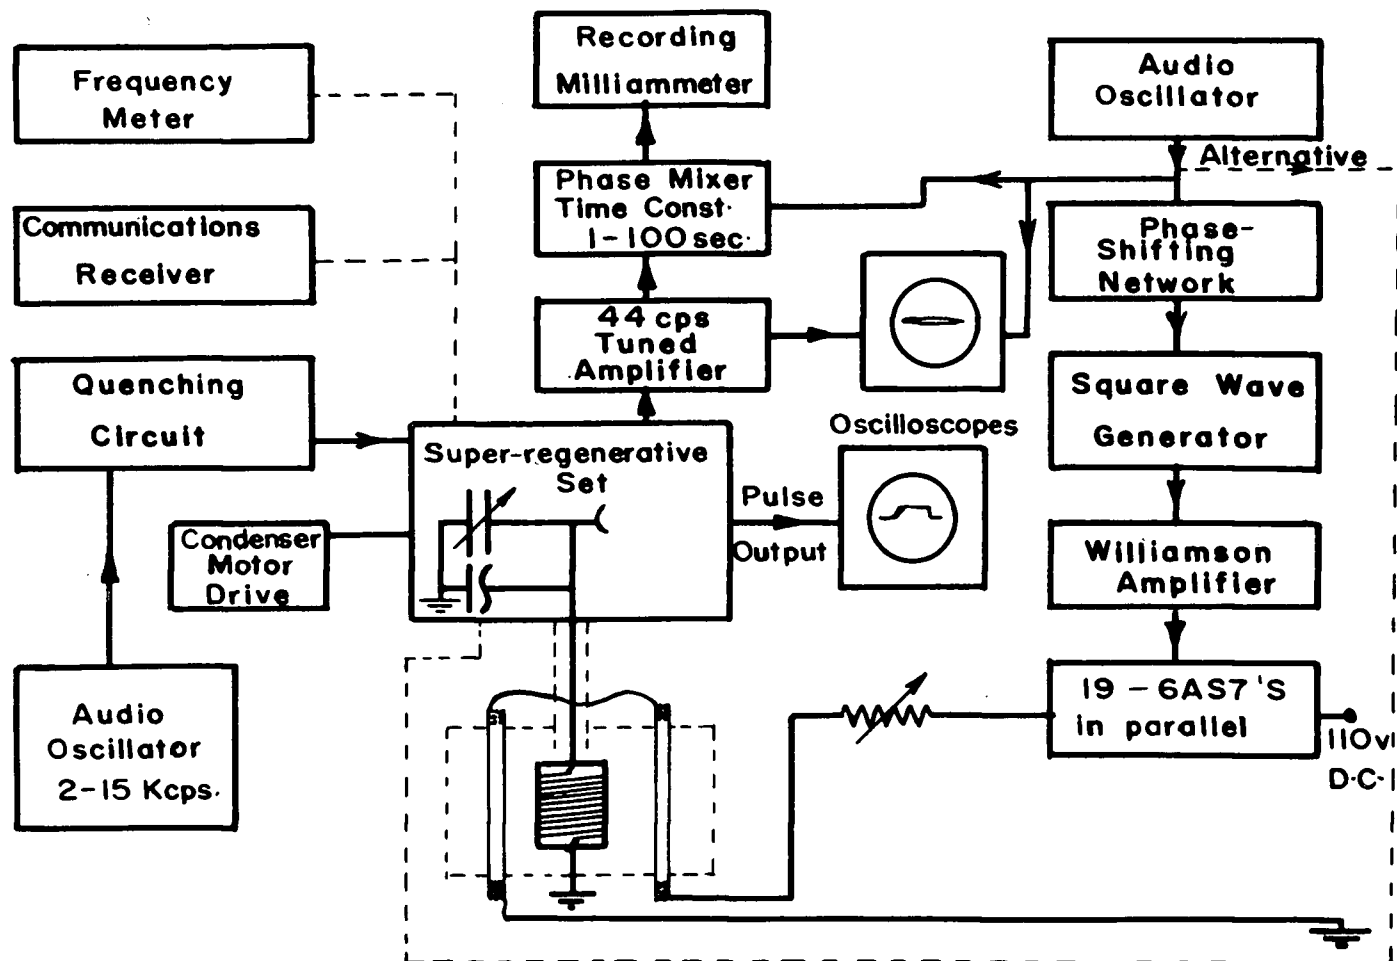 Frequency
Meter
Communications
Receiver
Quenching
Circuit
Condenser
Motor
Drive
Audio
Oscillator
2-15 Kcps.
Recording
Milliammeter
Phase Mixer
Time Const.
1-100 sec.
44 cps
Tuned
Amplifier
Super-regenerative
Set
Pulse
Output
Oscilloscopes
Audio
Oscillator
Alternative
Phase-
Shifting
Network
Square Wave
Generator
Williamson
Amplifier
19 - 6AS7'S
in parallel
110v
D.C.